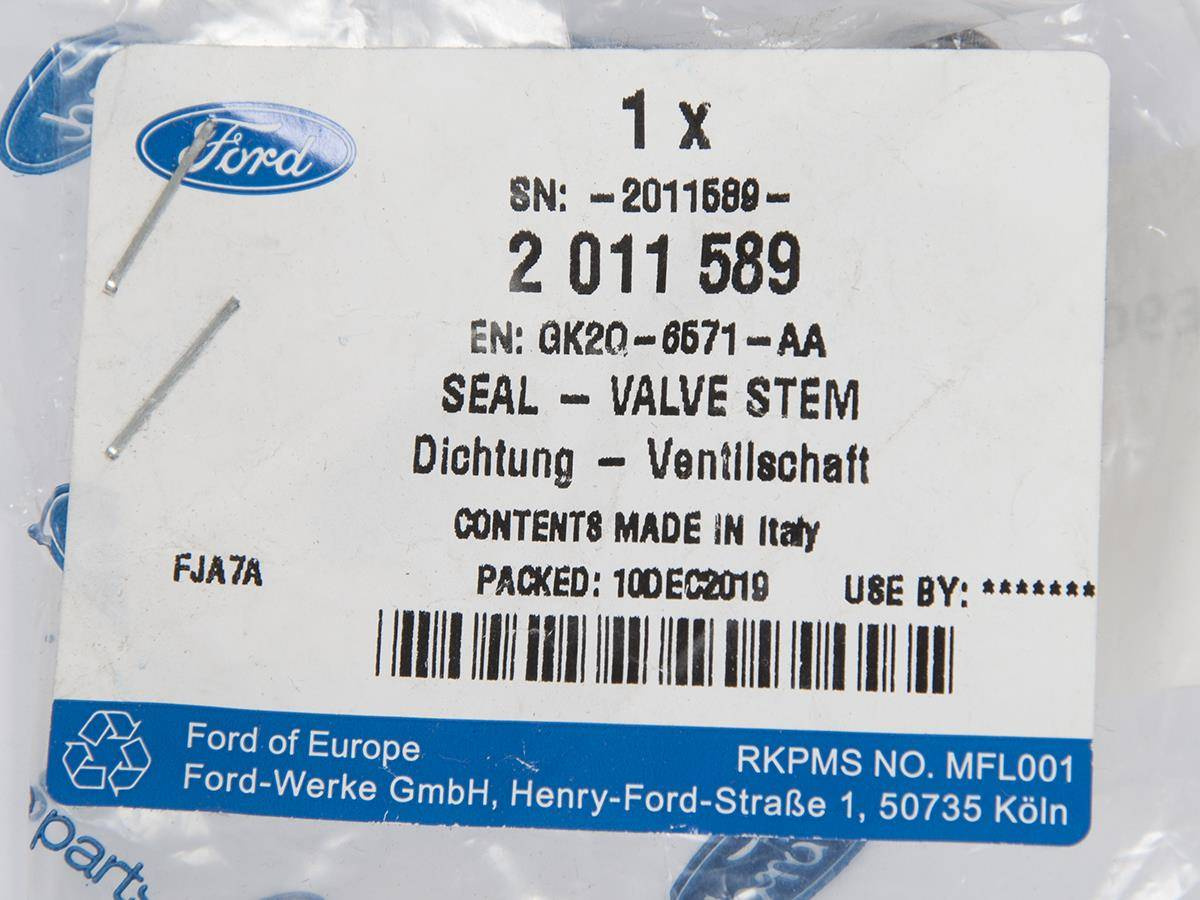 Ford
1 x
SN: -2011589-
2 011 589
EN: GK2Q-6571-AA
SEAL - VALVE STEM
Dichtung - Ventilschaft
CONTENTS MADE IN Italy
FJA7A
PACKED: 10DEC2019
USE BY: *******
Ford of Europe
RKPMS NO. MFL001
Ford-Werke GmbH, Henry-Ford-Straße 1, 50735 Köln
parts